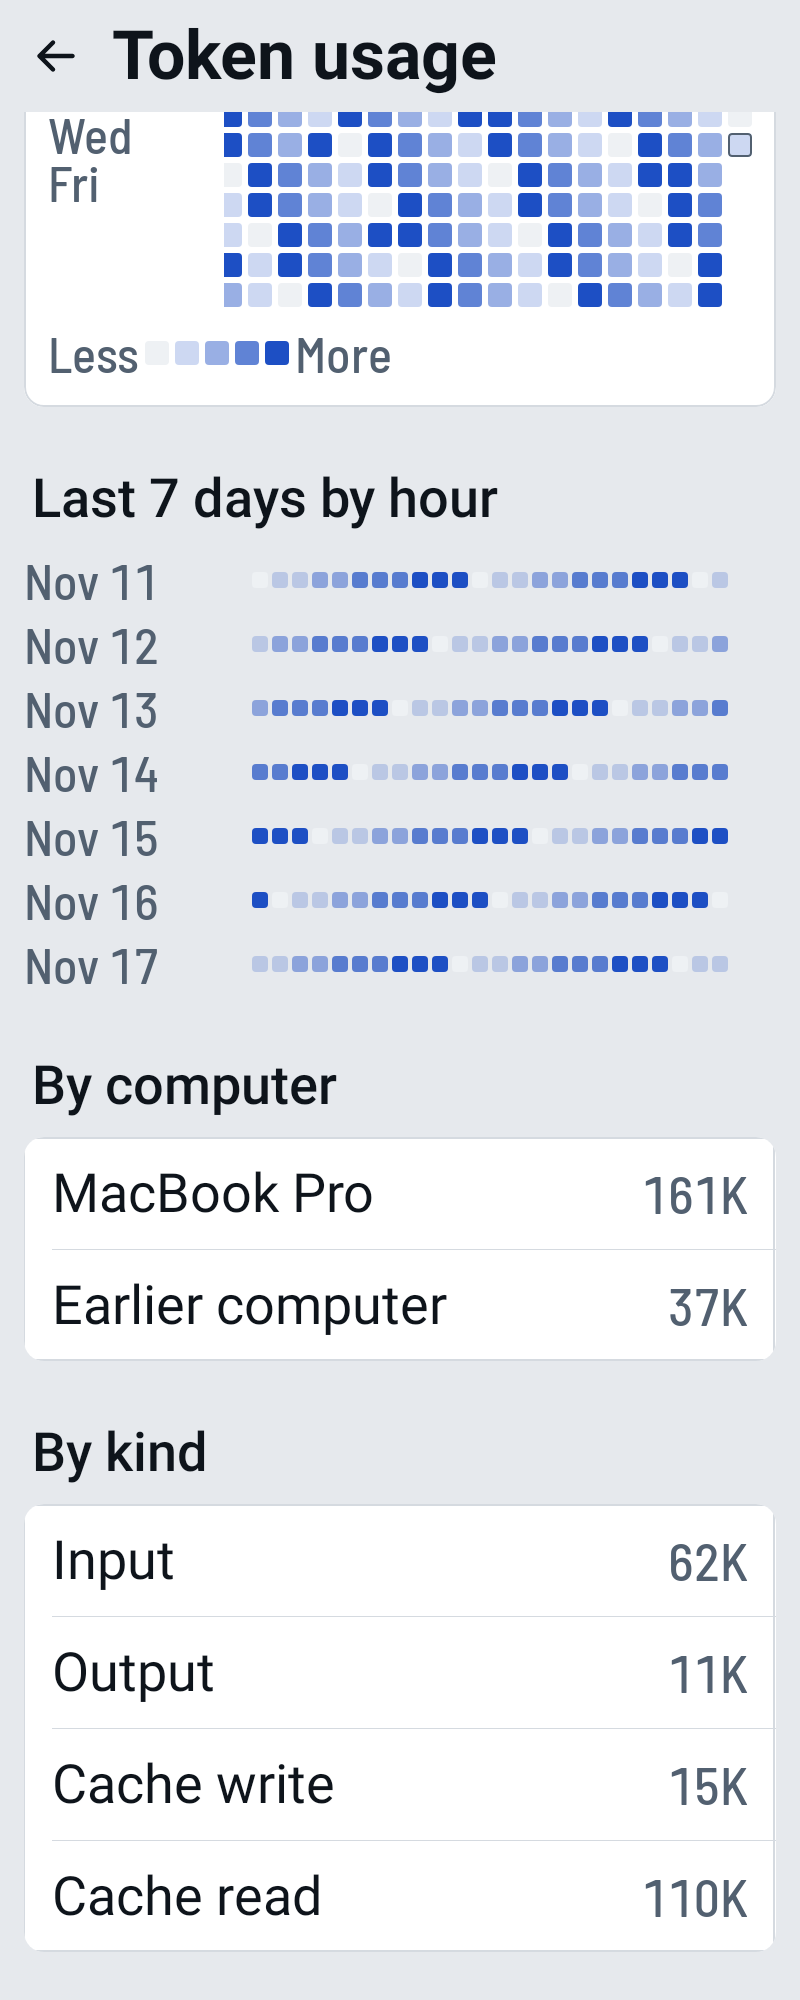 Token usage
Wed
Fri
Less More
Last 7 days by hour
Nov 11
Nov 12
Nov 13
Nov 14
Nov 15
Nov 16
Nov 17
By computer
MacBook Pro 161K
Earlier computer 37K
By kind
Input 62K
Output 11K
Cache write 15K
Cache read 110K